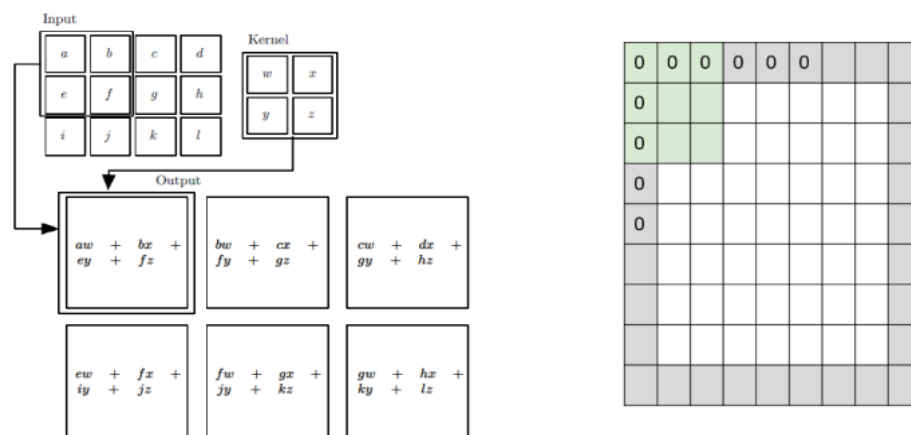 Input
a b c d
e f g h
i j k l
Kernel
w x
y z
Output
aw + bx +
ey + fz
bw + cx +
fy + gz
cw + dx +
gy + hz
ew + fx +
iy + jz
fw + gx +
jy + kz
gw + hx +
ky + lz
0 0 0 0 0 0
0
0
0
0